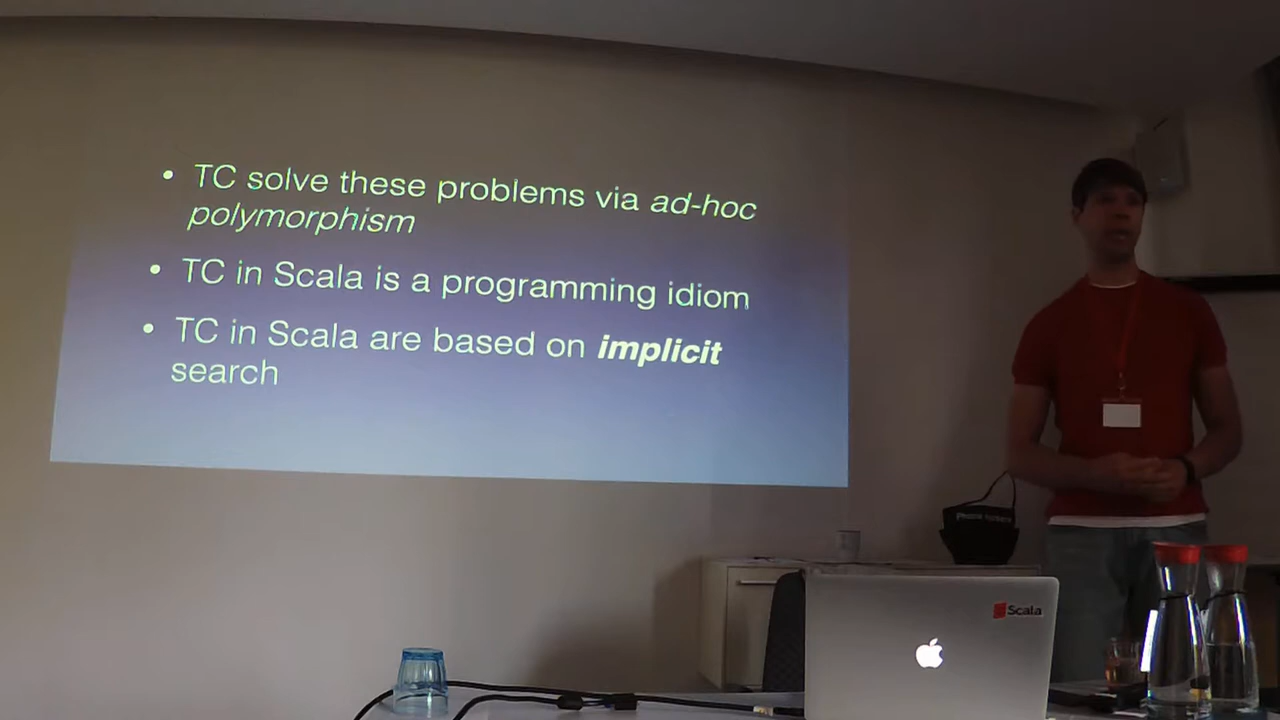 • TC solve these problems via ad-hoc
polymorphism
• TC in Scala is a programming idiom
• TC in Scala are based on implicit
search
Scala